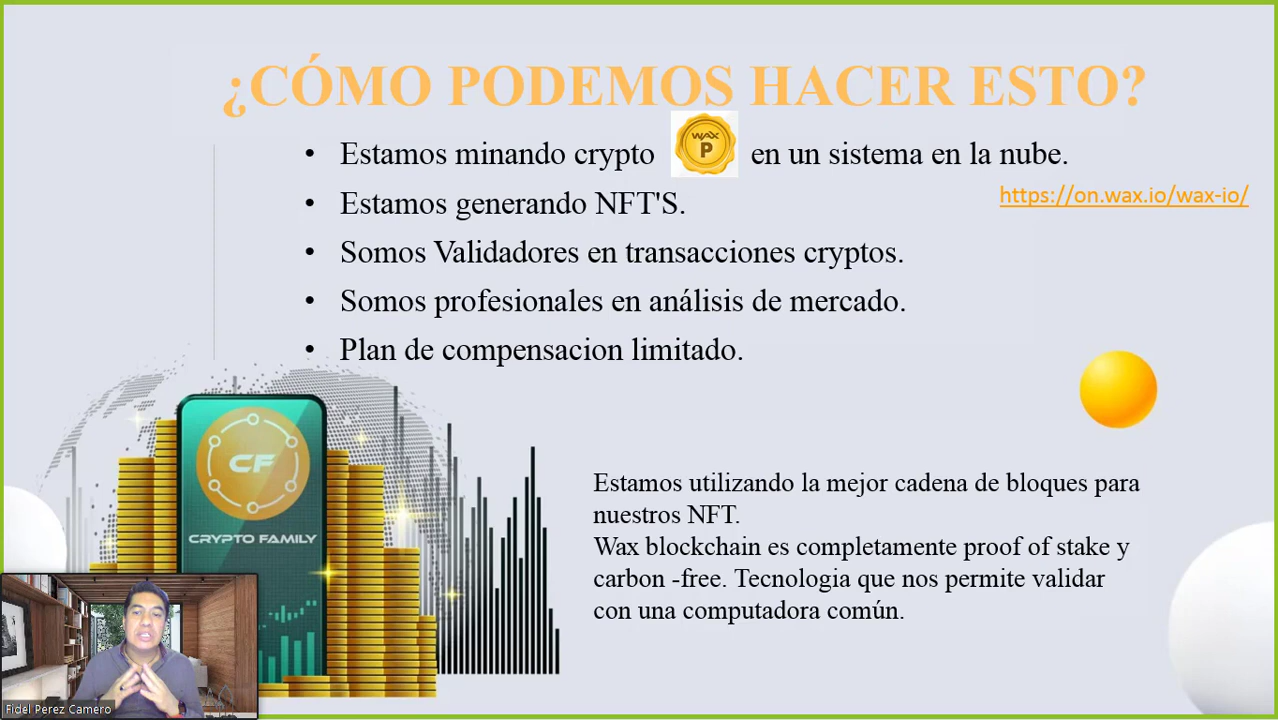 ¿CÓMO PODEMOS HACER ESTO?
• Estamos minando crypto WAX P en un sistema en la nube.
https://on.wax.io/wax-io/
• Estamos generando NFT'S.
• Somos Validadores en transacciones cryptos.
• Somos profesionales en análisis de mercado.
• Plan de compensacion limitado.
CF
CRYPTO FAMILY
Estamos utilizando la mejor cadena de bloques para
nuestros NFT.
Wax blockchain es completamente proof of stake y
carbon -free. Tecnologia que nos permite validar
con una computadora común.
Fidel Perez Camero